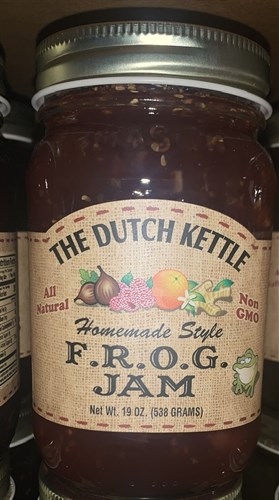 THE DUTCH KETTLE
All Natural
Non GMO
Homemade Style
F.R.O.G.
JAM
Net Wt. 19 OZ. (538 GRAMS)